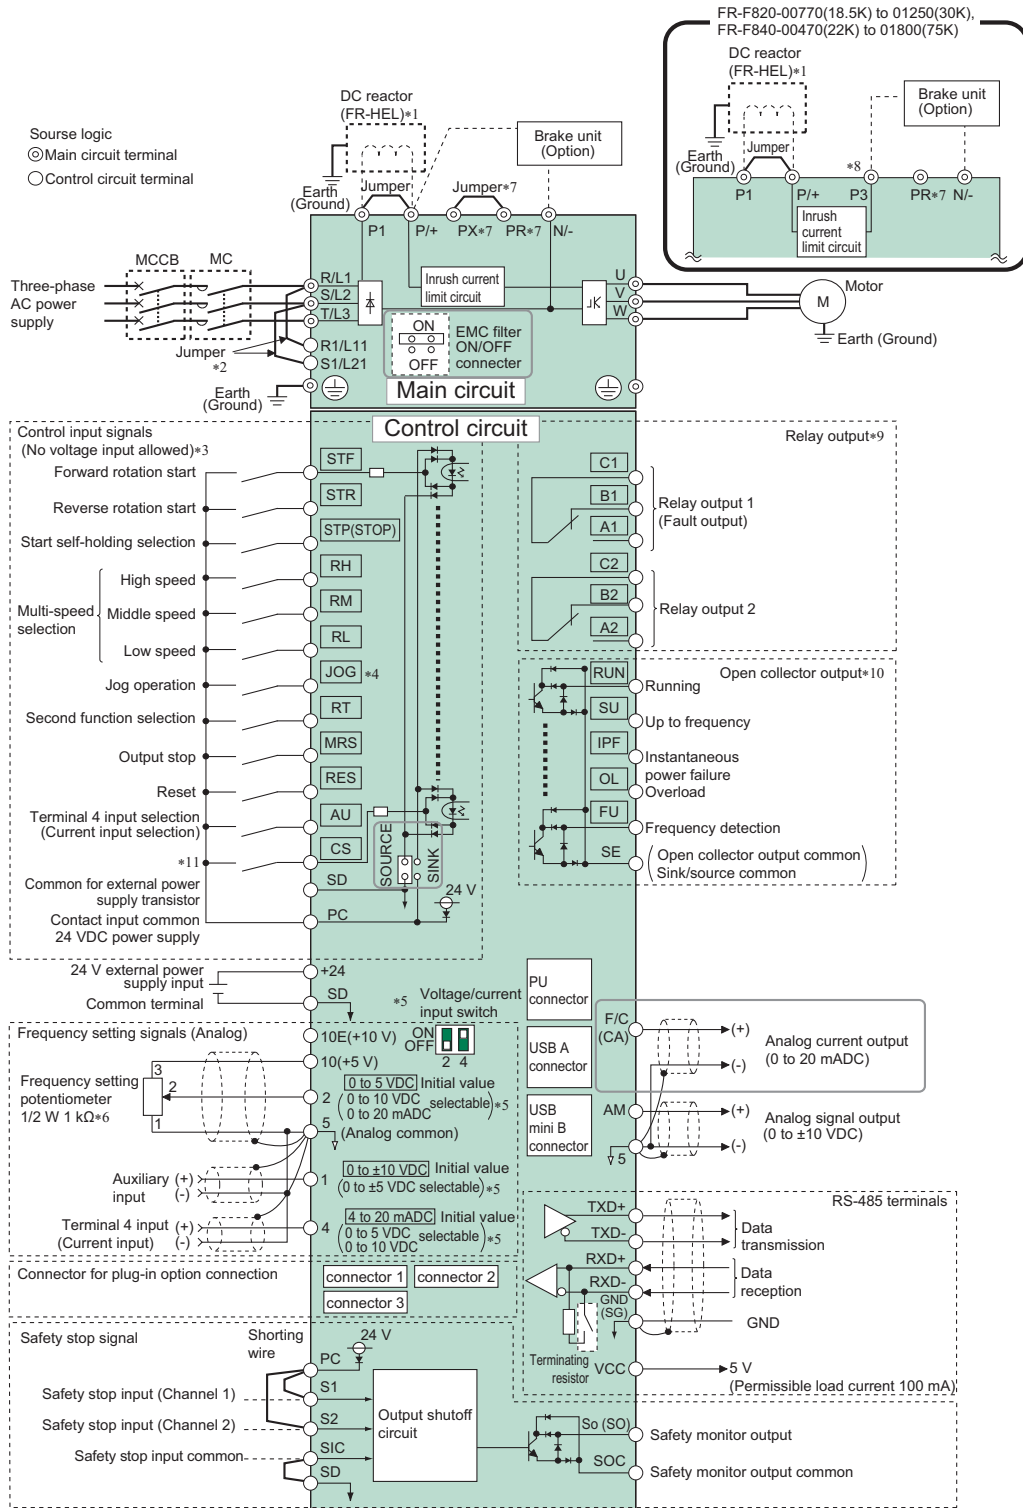 FR-F820-00770(18.5K) to 01250(30K),
FR-F840-00470(22K) to 01800(75K)
DC reactor
(FR-HEL)*1
Brake unit
(Option)
Earth
(Ground)
Jumper
*8
P1
P/+
P3
PR*7
N/-
Inrush
current
limit circuit
Sourse logic
Main circuit terminal
Control circuit terminal
DC reactor
(FR-HEL)*1
Brake unit
(Option)
Earth
(Ground)
Jumper
Jumper*7
P1
P/+
PX*7
PR*7
N/-
MCCB
MC
Three-phase
AC power
supply
R/L1
S/L2
T/L3
R1/L11
S1/L21
Jumper
*2
Earth
(Ground)
Inrush current
limit circuit
ON
OFF
EMC filter
ON/OFF
connecter
Main circuit
U
V
W
M
Motor
Earth (Ground)
Control circuit
Control input signals
(No voltage input allowed)*3
Forward rotation start
Reverse rotation start
Start self-holding selection
Multi-speed
selection
High speed
Middle speed
Low speed
Jog operation
Second function selection
Output stop
Reset
Terminal 4 input selection
(Current input selection)
*11
Common for external power
supply transistor
Contact input common
24 VDC power supply
STF
STR
STP(STOP)
RH
RM
RL
JOG *4
RT
MRS
RES
AU
CS
SD
PC
SOURCE
SINK
24 V
Relay output*9
C1
B1
A1
Relay output 1
(Fault output)
C2
B2
A2
Relay output 2
Open collector output*10
RUN
Running
SU
Up to frequency
IPF
Instantaneous
power failure
OL
Overload
FU
Frequency detection
SE
Open collector output common
Sink/source common
24 V external power
supply input
Common terminal
+24
SD
*5
Voltage/current
input switch
ON
OFF
2 4
Frequency setting signals (Analog)
Frequency setting
potentiometer
1/2 W 1 kΩ*6
3
2
1
10E(+10 V)
10(+5 V)
2
0 to 5 VDC Initial value
0 to 10 VDC
0 to 20 mADC
selectable *5
5
(Analog common)
Auxiliary
input
(+)
(-)
1
0 to ±10 VDC Initial value
(0 to ±5 VDC selectable)*5
Terminal 4 input
(Current input)
(+)
(-)
4
4 to 20 mADC Initial value
0 to 5 VDC
0 to 10 VDC
selectable *5
Connector for plug-in option connection
connector 1
connector 2
connector 3
PU
connector
USB A
connector
USB
mini B
connector
F/C
(CA)
(+)
(-)
Analog current output
(0 to 20 mADC)
AM
5
(+)
(-)
Analog signal output
(0 to ±10 VDC)
RS-485 terminals
TXD+
TXD-
Data
transmission
RXD+
RXD-
Data
reception
GND
(SG)
GND
Terminating
resistor
VCC
5 V
(Permissible load current 100 mA)
Safety stop signal
Shorting
wire
24 V
PC
S1
S2
SIC
SD
Safety stop input (Channel 1)
Safety stop input (Channel 2)
Safety stop input common
Output shutoff
circuit
So (SO)
SOC
Safety monitor output
Safety monitor output common